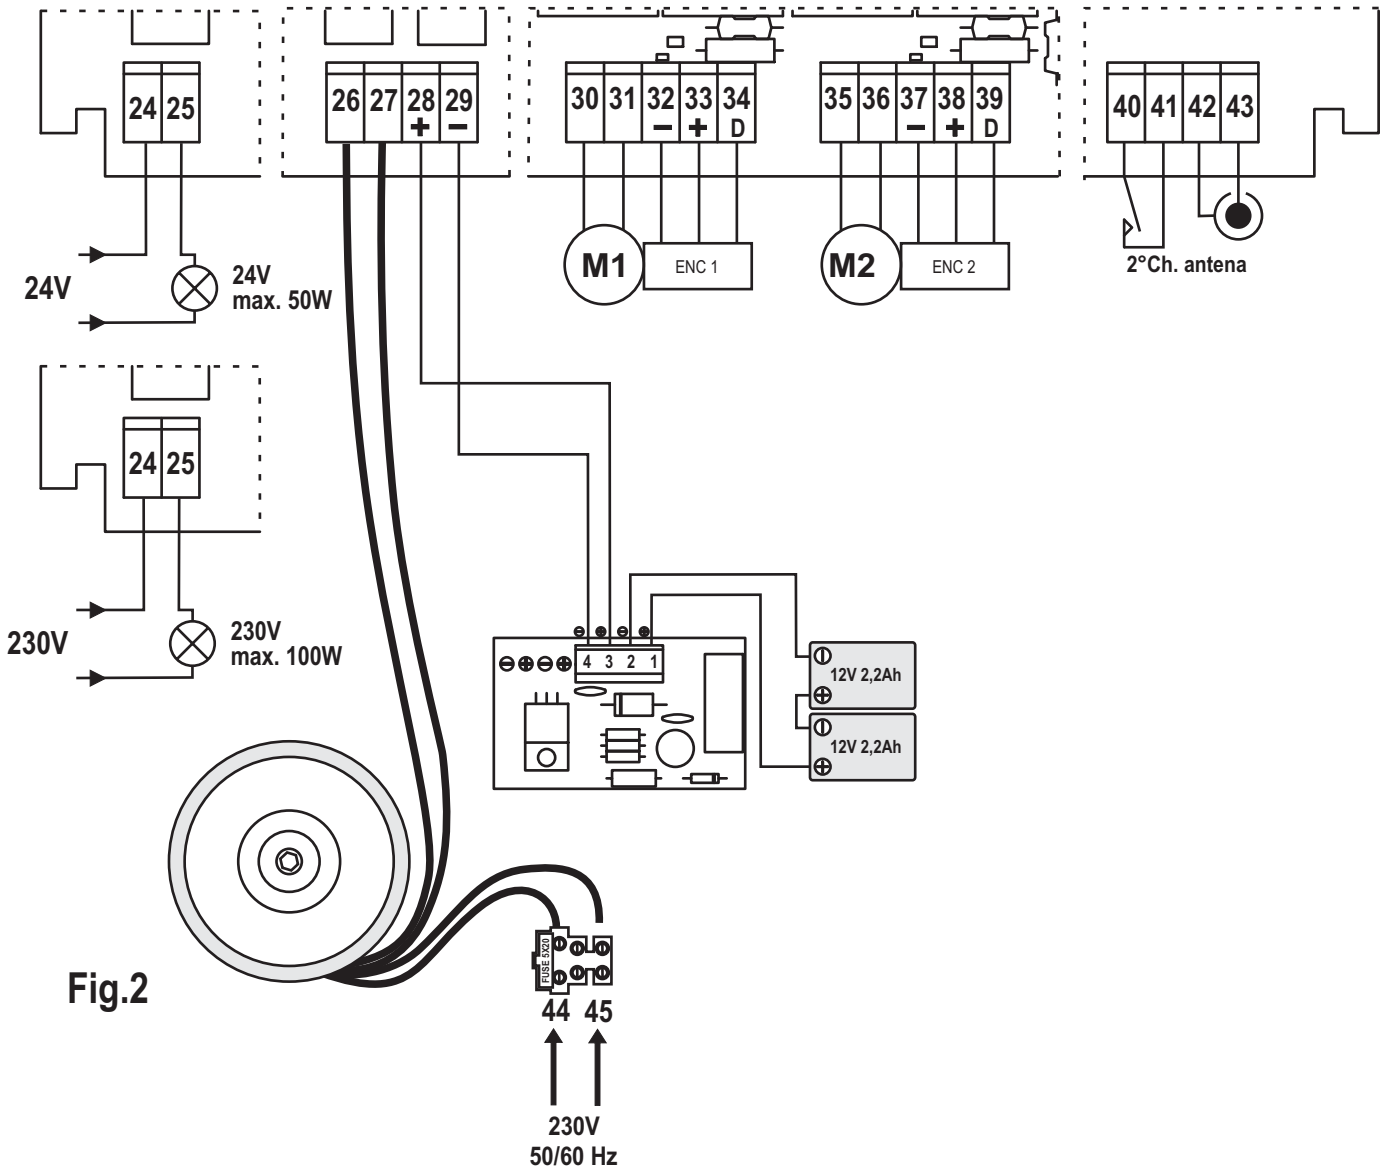 24 25
26 27 28 29
+ −
30 31 32 33 34
− + D
35 36 37 38 39
− + D
40 41 42 43
24V
24V
max. 50W
M1
ENC 1
M2
ENC 2
2°Ch. antena
24 25
230V
230V
max. 100W
⊖ ⊕ ⊖ ⊕
⊖ ⊕ ⊖ ⊕ 4 3 2 1
12V 2,2Ah
12V 2,2Ah
FUSE 5X20
44 45
Fig.2
230V
50/60 Hz